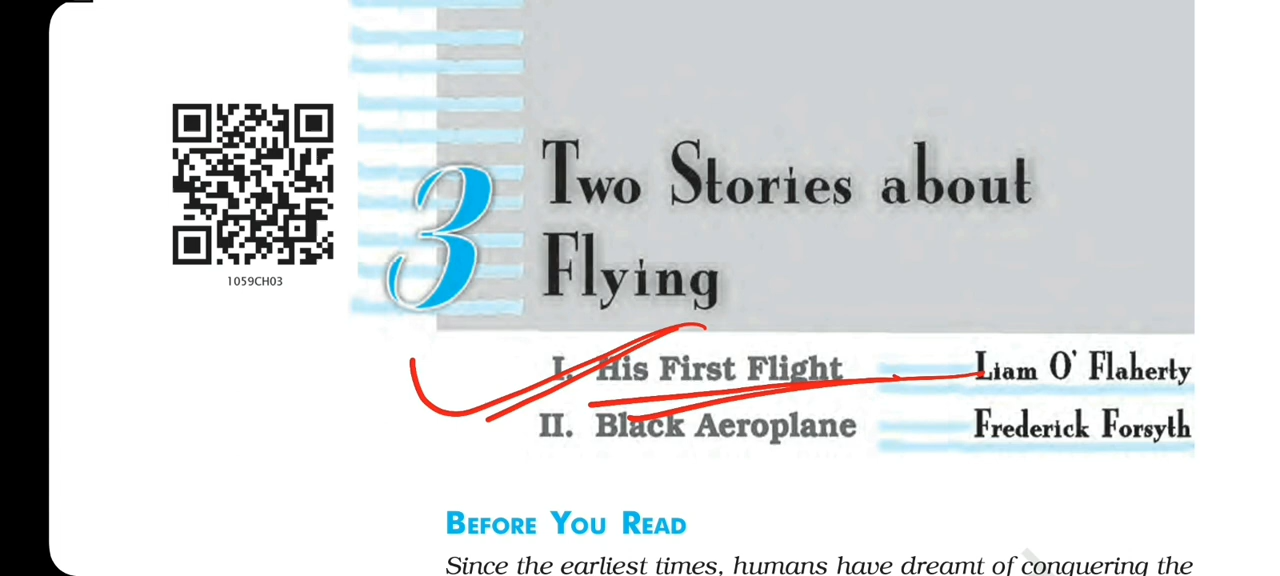 1059CH03
3
Two Stories about
Flying
I. His First Flight Liam O' Flaherty
II. Black Aeroplane Frederick Forsyth
BEFORE YOU READ
Since the earliest times, humans have dreamt of conquering the